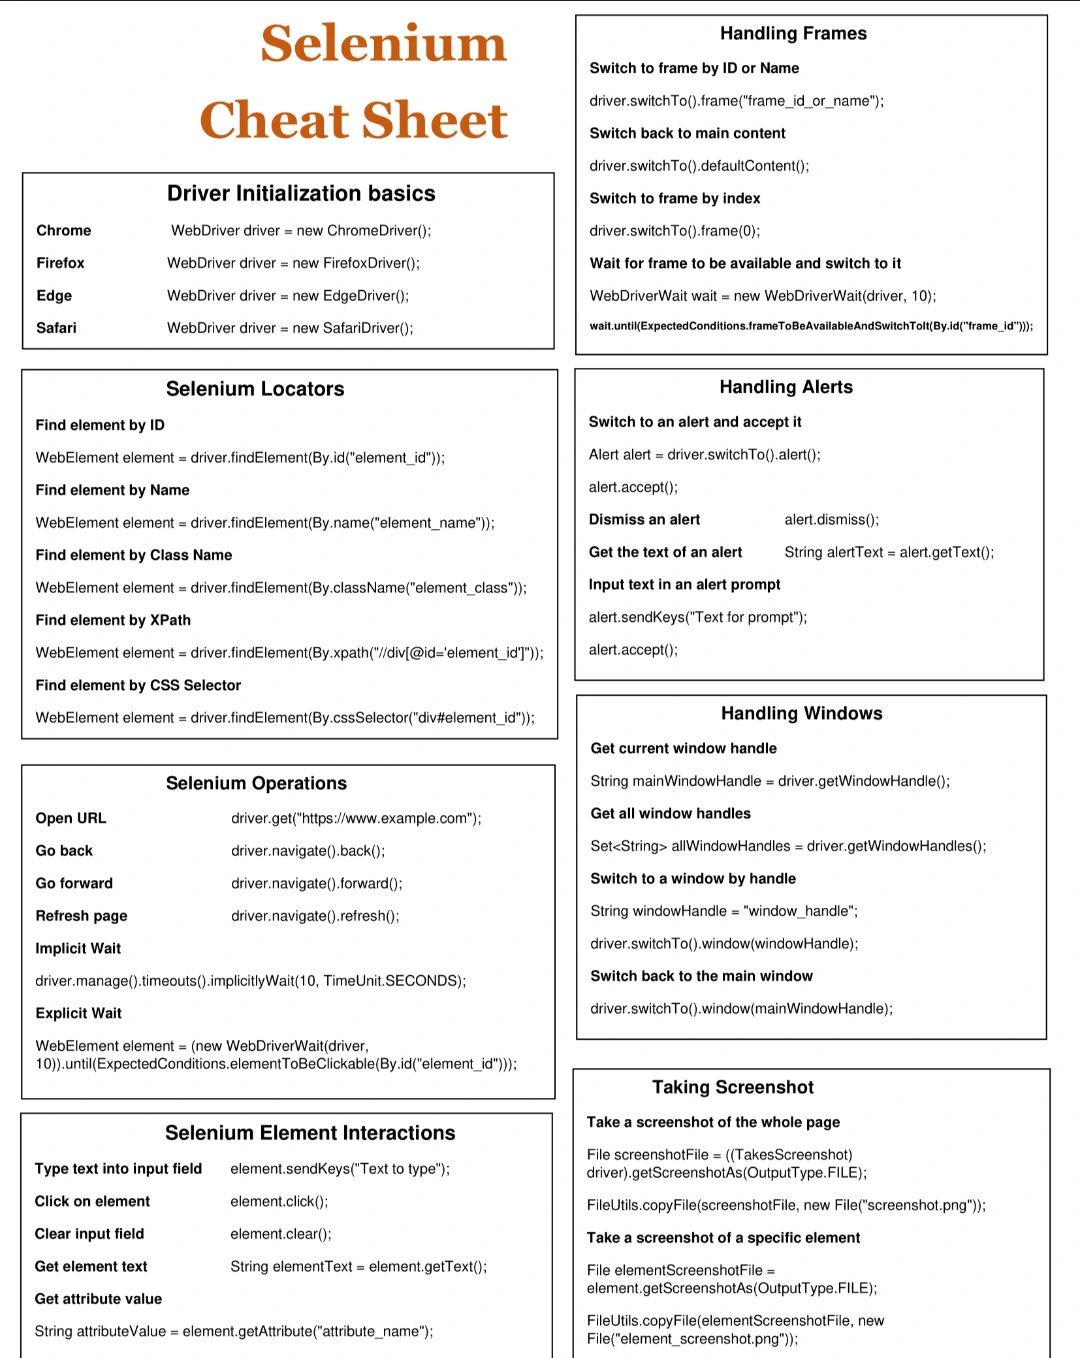 Selenium
Cheat Sheet
Driver Initialization basics
Chrome WebDriver driver = new ChromeDriver();
Firefox WebDriver driver = new FirefoxDriver();
Edge WebDriver driver = new EdgeDriver();
Safari WebDriver driver = new SafariDriver();
Selenium Locators
Find element by ID
WebElement element = driver.findElement(By.id("element_id"));
Find element by Name
WebElement element = driver.findElement(By.name("element_name"));
Find element by Class Name
WebElement element = driver.findElement(By.className("element_class"));
Find element by XPath
WebElement element = driver.findElement(By.xpath("//div[@id='element_id']"));
Find element by CSS Selector
WebElement element = driver.findElement(By.cssSelector("div#element_id"));
Selenium Operations
Open URL driver.get("https://www.example.com");
Go back driver.navigate().back();
Go forward driver.navigate().forward();
Refresh page driver.navigate().refresh();
Implicit Wait
driver.manage().timeouts().implicitlyWait(10, TimeUnit.SECONDS);
Explicit Wait
WebElement element = (new WebDriverWait(driver,
10)).until(ExpectedConditions.elementToBeClickable(By.id("element_id")));
Selenium Element Interactions
Type text into input field element.sendKeys("Text to type");
Click on element element.click();
Clear input field element.clear();
Get element text String elementText = element.getText();
Get attribute value
String attributeValue = element.getAttribute("attribute_name");
Handling Frames
Switch to frame by ID or Name
driver.switchTo().frame("frame_id_or_name");
Switch back to main content
driver.switchTo().defaultContent();
Switch to frame by index
driver.switchTo().frame(0);
Wait for frame to be available and switch to it
WebDriverWait wait = new WebDriverWait(driver, 10);
wait.until(ExpectedConditions.frameToBeAvailableAndSwitchToIt(By.id("frame_id")));
Handling Alerts
Switch to an alert and accept it
Alert alert = driver.switchTo().alert();
alert.accept();
Dismiss an alert alert.dismiss();
Get the text of an alert String alertText = alert.getText();
Input text in an alert prompt
alert.sendKeys("Text for prompt");
alert.accept();
Handling Windows
Get current window handle
String mainWindowHandle = driver.getWindowHandle();
Get all window handles
Set<String> allWindowHandles = driver.getWindowHandles();
Switch to a window by handle
String windowHandle = "window_handle";
driver.switchTo().window(windowHandle);
Switch back to the main window
driver.switchTo().window(mainWindowHandle);
Taking Screenshot
Take a screenshot of the whole page
File screenshotFile = ((TakesScreenshot)
driver).getScreenshotAs(OutputType.FILE);
FileUtils.copyFile(screenshotFile, new File("screenshot.png"));
Take a screenshot of a specific element
File elementScreenshotFile =
element.getScreenshotAs(OutputType.FILE);
FileUtils.copyFile(elementScreenshotFile, new
File("element_screenshot.png"));